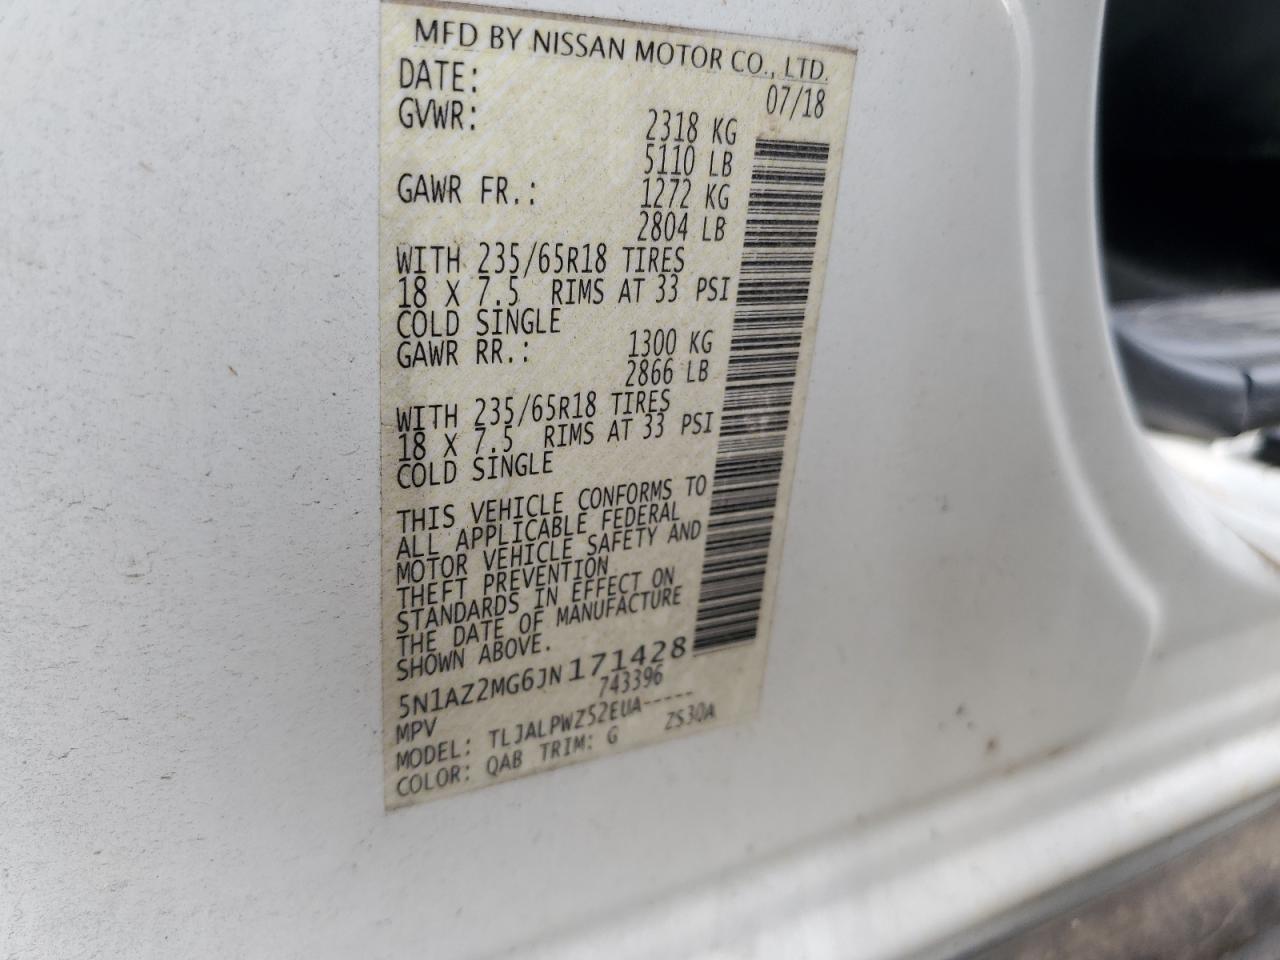 MFD BY NISSAN MOTOR CO., LTD.
DATE: 07/18
GVWR: 2318 KG
5110 LB
GAWR FR.: 1272 KG
2804 LB
WITH 235/65R18 TIRES
18 X 7.5 RIMS AT 33 PSI
COLD SINGLE
GAWR RR.: 1300 KG
2866 LB
WITH 235/65R18 TIRES
18 X 7.5 RIMS AT 33 PSI
COLD SINGLE
THIS VEHICLE CONFORMS TO
ALL APPLICABLE FEDERAL
MOTOR VEHICLE SAFETY AND
THEFT PREVENTION
STANDARDS IN EFFECT ON
THE DATE OF MANUFACTURE
SHOWN ABOVE.
5N1AZ2MG6JN171428
MPV 743396
MODEL: TLJALPWZ52EUA-----
COLOR: QAB TRIM: G ZS30A